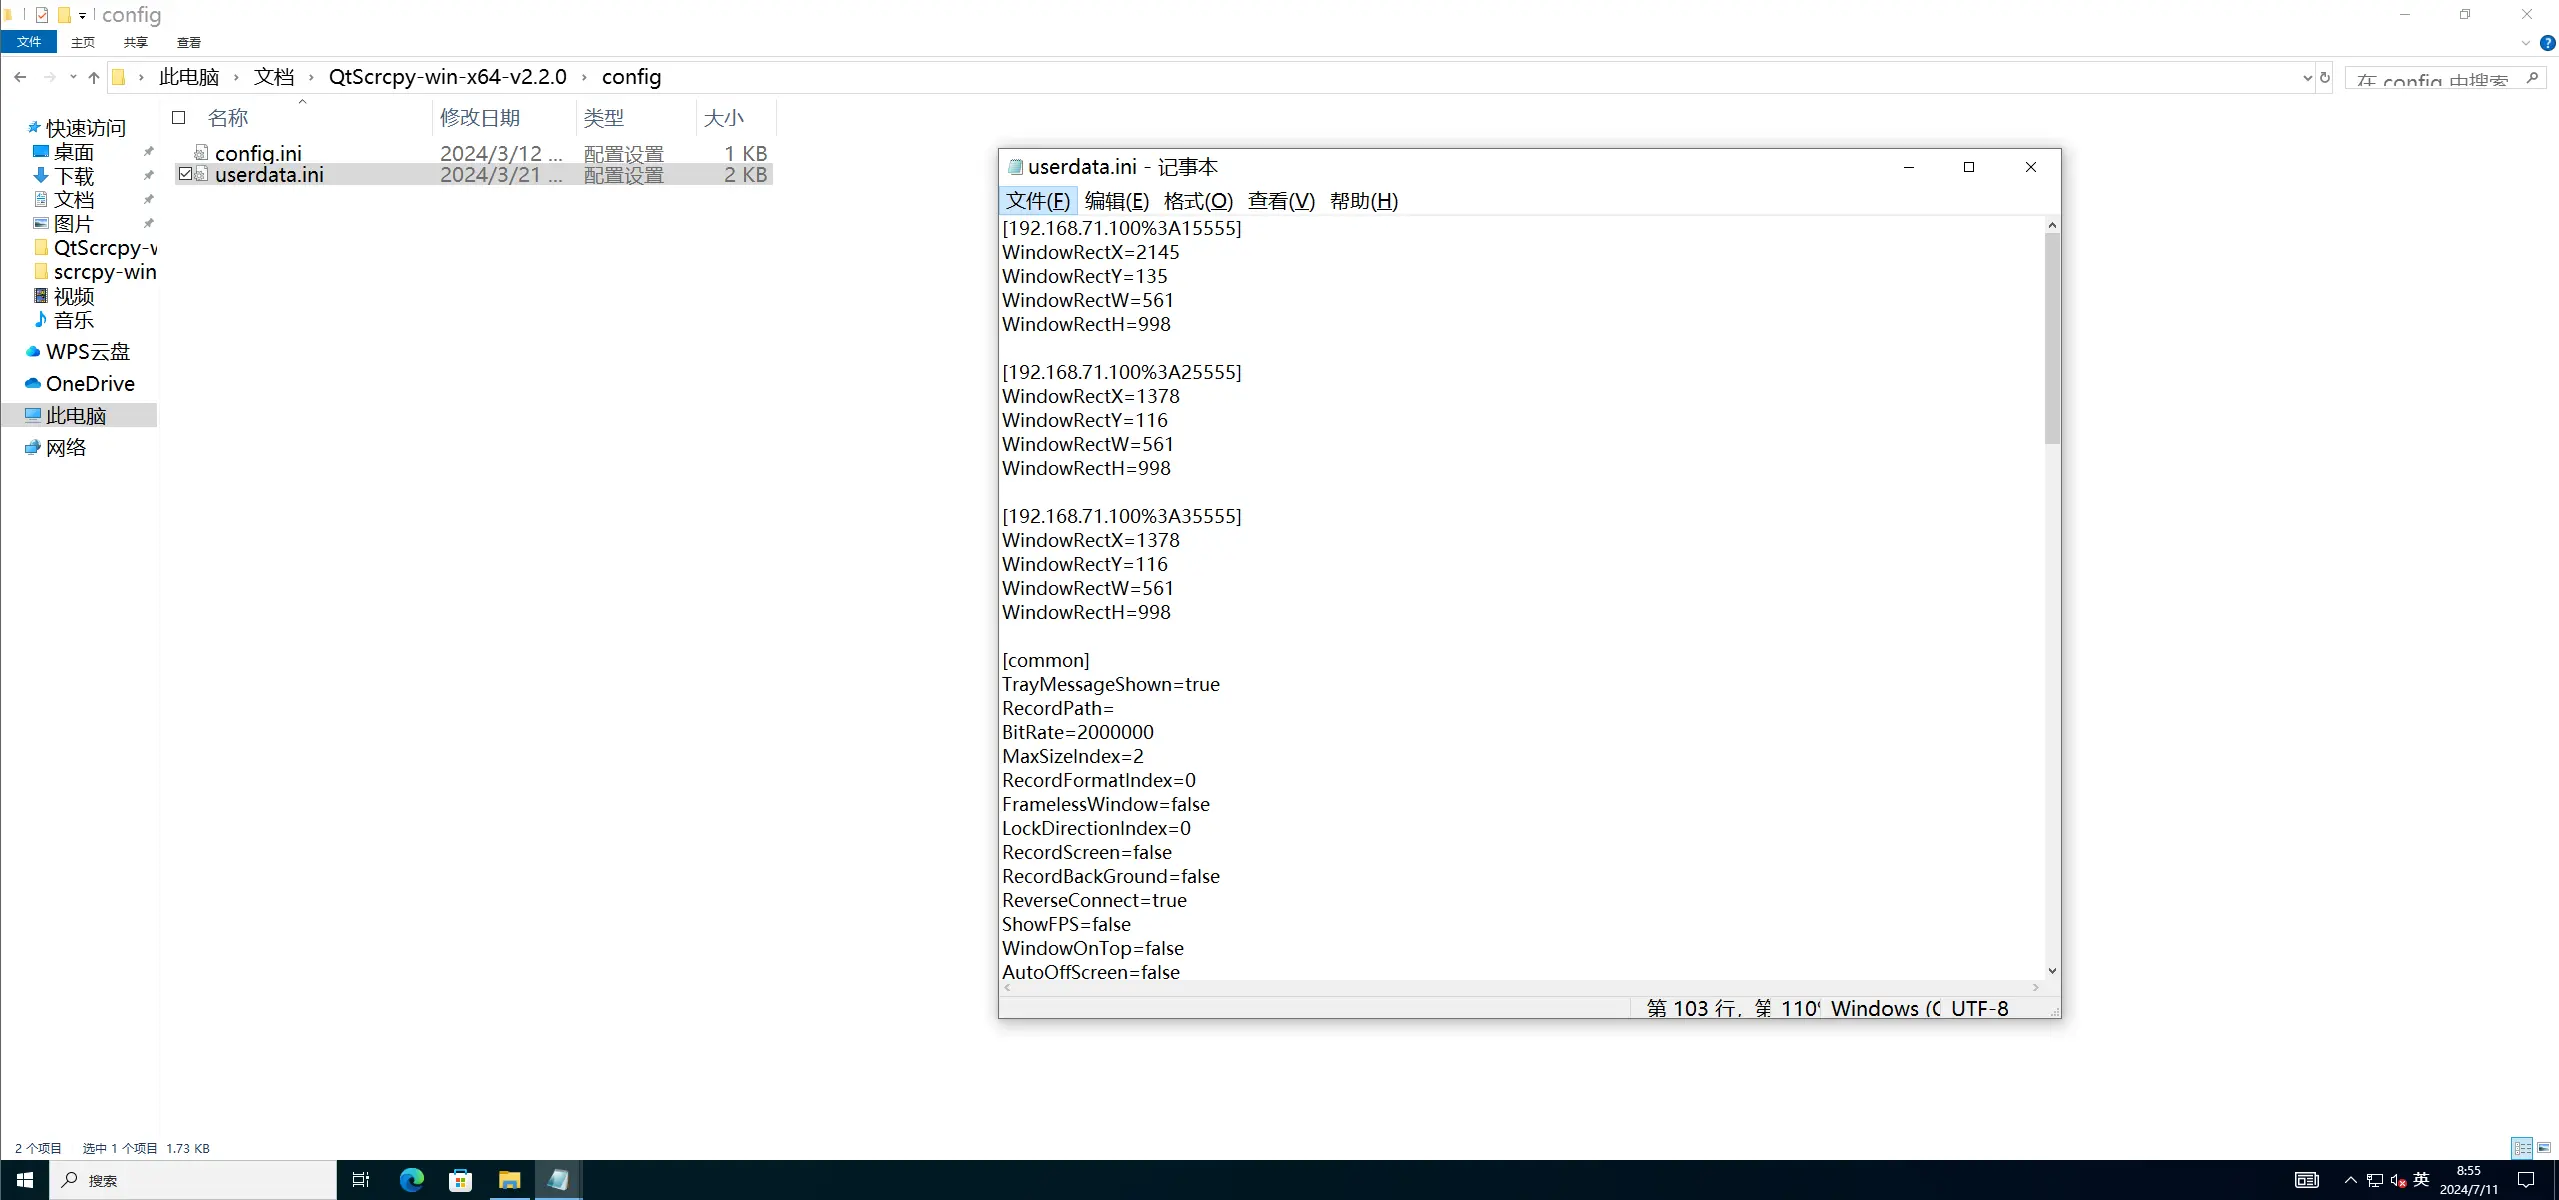 config
文件
主页
共享
查看
此电脑 › 文档 › QtScrcpy-win-x64-v2.2.0 › config
在 config 中搜索
名称
修改日期
类型
大小
config.ini
2024/3/12 ...
配置设置
1 KB
userdata.ini
2024/3/21 ...
配置设置
2 KB
快速访问
桌面
下载
文档
图片
QtScrcpy-w
scrcpy-win
视频
音乐
WPS云盘
OneDrive
此电脑
网络
userdata.ini - 记事本
文件(F) 编辑(E) 格式(O) 查看(V) 帮助(H)
[192.168.71.100%3A15555]
WindowRectX=2145
WindowRectY=135
WindowRectW=561
WindowRectH=998
[192.168.71.100%3A25555]
WindowRectX=1378
WindowRectY=116
WindowRectW=561
WindowRectH=998
[192.168.71.100%3A35555]
WindowRectX=1378
WindowRectY=116
WindowRectW=561
WindowRectH=998
[common]
TrayMessageShown=true
RecordPath=
BitRate=2000000
MaxSizeIndex=2
RecordFormatIndex=0
FramelessWindow=false
LockDirectionIndex=0
RecordScreen=false
RecordBackGround=false
ReverseConnect=true
ShowFPS=false
WindowOnTop=false
AutoOffScreen=false
第 103 行，第 110% Windows (C UTF-8
2 个项目 选中 1 个项目 1.73 KB
搜索
英
8:55
2024/7/11